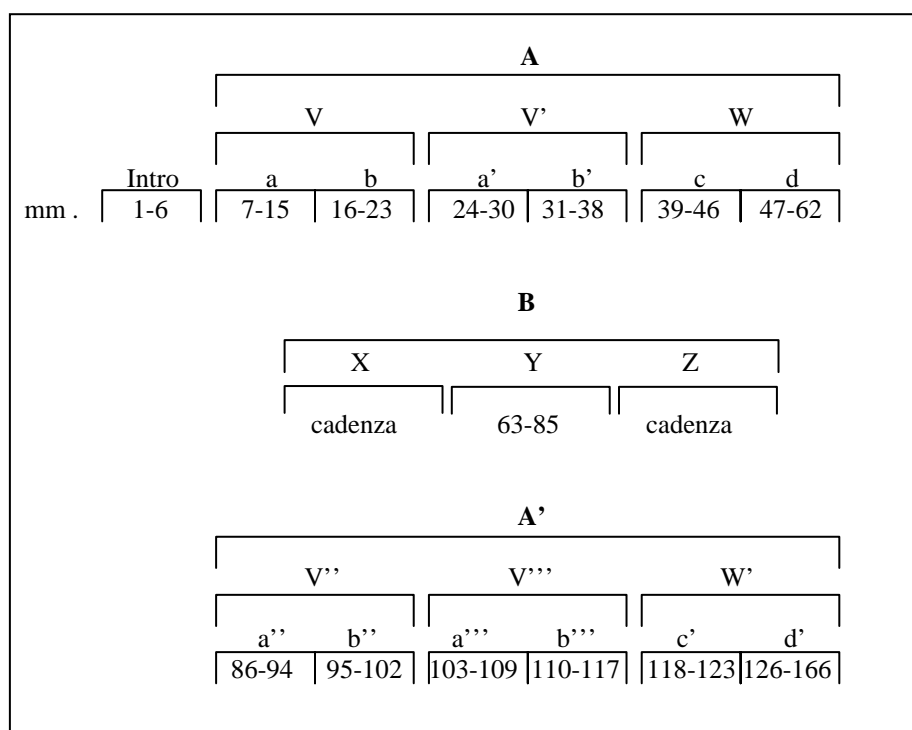 A
V V’ W
Intro a b a’ b’ c d
mm . 1-6 7-15 16-23 24-30 31-38 39-46 47-62
B
X Y Z
cadenza 63-85 cadenza
A’
V’’ V’’’ W’
a’’ b’’ a’’’ b’’’ c’ d’
86-94 95-102 103-109 110-117 118-123 126-166